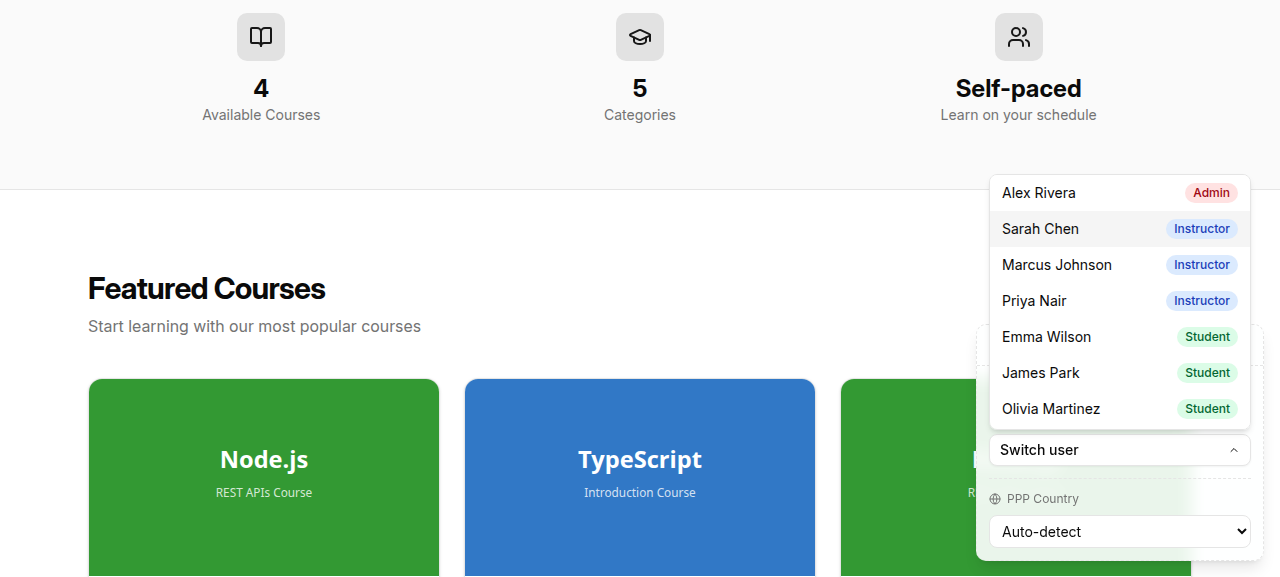 4
Available Courses
5
Categories
Self-paced
Learn on your schedule
Featured Courses
Start learning with our most popular courses
Node.js
REST APIs Course
TypeScript
Introduction Course
Alex Rivera Admin
Sarah Chen Instructor
Marcus Johnson Instructor
Priya Nair Instructor
Emma Wilson Student
James Park Student
Olivia Martinez Student
Switch user
PPP Country
Auto-detect